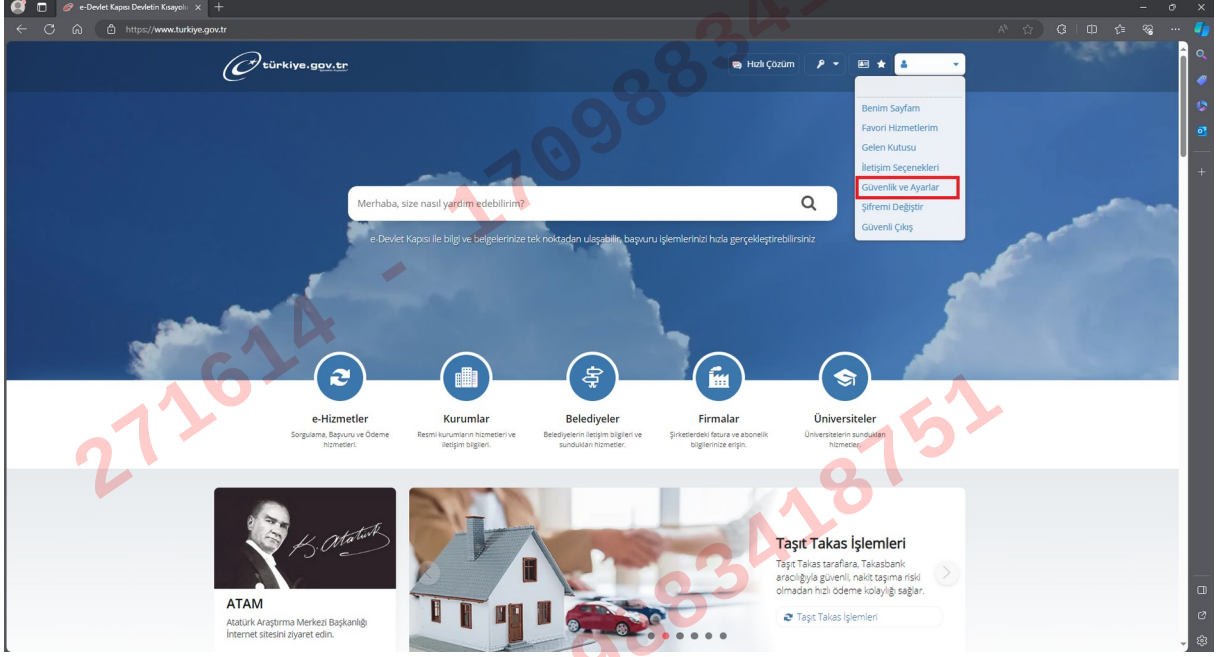 e-Devlet Kapısı Devletin Kısayolu
https://www.turkiye.gov.tr
türkiye.gov.tr
Hızlı Çözüm
Benim Sayfam
Favori Hizmetlerim
Gelen Kutusu
İletişim Seçenekleri
Güvenlik ve Ayarlar
Şifremi Değiştir
Güvenli Çıkış
Merhaba, size nasıl yardım edebilirim?
e-Devlet Kapısı ile bilgi ve belgelerinize tek noktadan ulaşabilir, başvuru işlemlerinizi hızla gerçekleştirebilirsiniz
e-Hizmetler
Sorgulama, Başvuru ve Ödeme
hizmetleri.
Kurumlar
Resmi kurumların hizmetleri ve
iletişim bilgileri.
Belediyeler
Belediyelerin iletişim bilgileri ve
sundukları hizmetler.
Firmalar
Şirketlerdeki fatura ve abonelik
bilgilerinize erişin.
Üniversiteler
Üniversitelerin sundukları
hizmetler.
K. Atatürk
ATAM
Atatürk Araştırma Merkezi Başkanlığı
İnternet sitesini ziyaret edin.
Taşıt Takas İşlemleri
Taşıt Takas taraflara, Takasbank
aracılığıyla güvenli, nakit taşıma riski
olmadan hızlı ödeme kolaylığı sağlar.
Taşıt Takas İşlemleri
271614 - 1709883418751